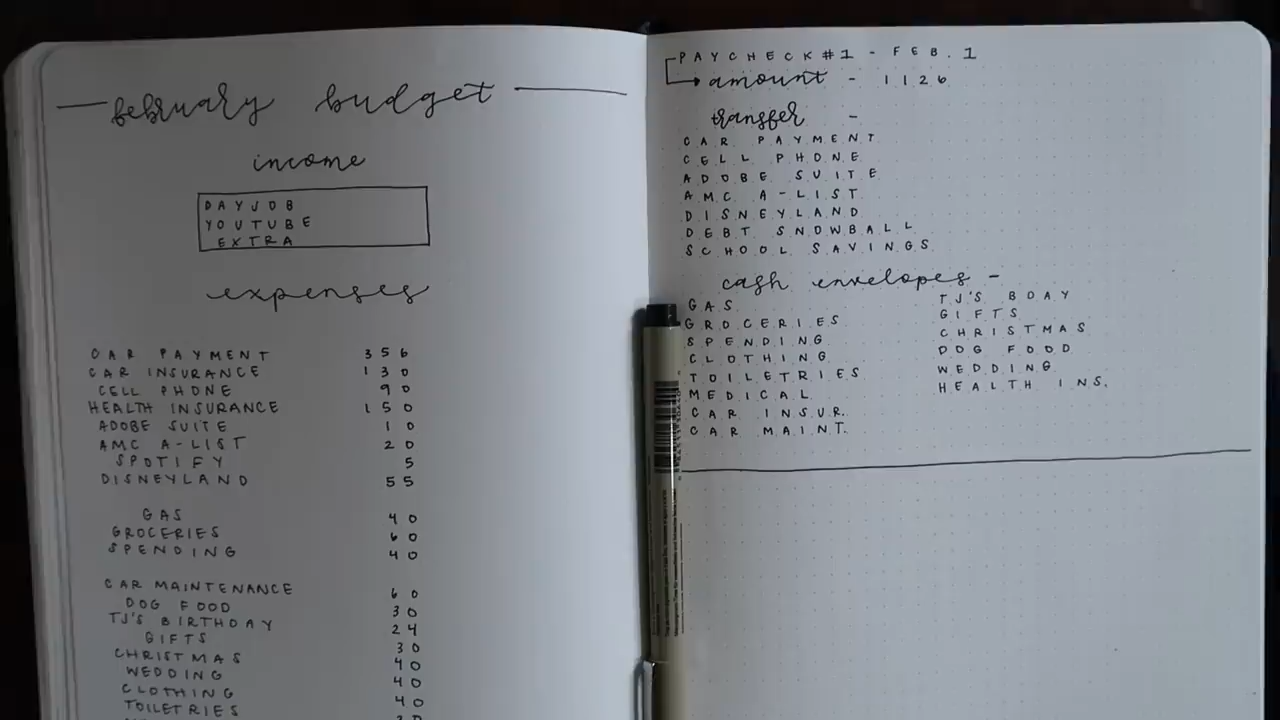 february budget
income
DAYJOB
YOUTUBE
EXTRA
expenses
CAR PAYMENT 356
CAR INSURANCE 130
CELL PHONE 90
HEALTH INSURANCE 150
ADOBE SUITE 10
AMC A-LIST 20
SPOTIFY 5
DISNEYLAND 55
GAS 40
GROCERIES 60
SPENDING 40
CAR MAINTENANCE 60
DOG FOOD 30
TJ'S BIRTHDAY 24
GIFTS 30
CHRISTMAS 40
WEDDING 40
CLOTHING 40
TOILETRIES
PAYCHECK #1 - FEB. 1
amount - 1126
transfer -
CAR PAYMENT
CELL PHONE
ADOBE SUITE
AMC A-LIST
DISNEYLAND
DEBT SNOWBALL
SCHOOL SAVINGS
cash envelopes -
GAS
GROCERIES
SPENDING
CLOTHING
TOILETRIES
MEDICAL
CAR INSUR.
CAR MAINT.
TJ'S BDAY
GIFTS
CHRISTMAS
DOG FOOD
WEDDING
HEALTH INS.